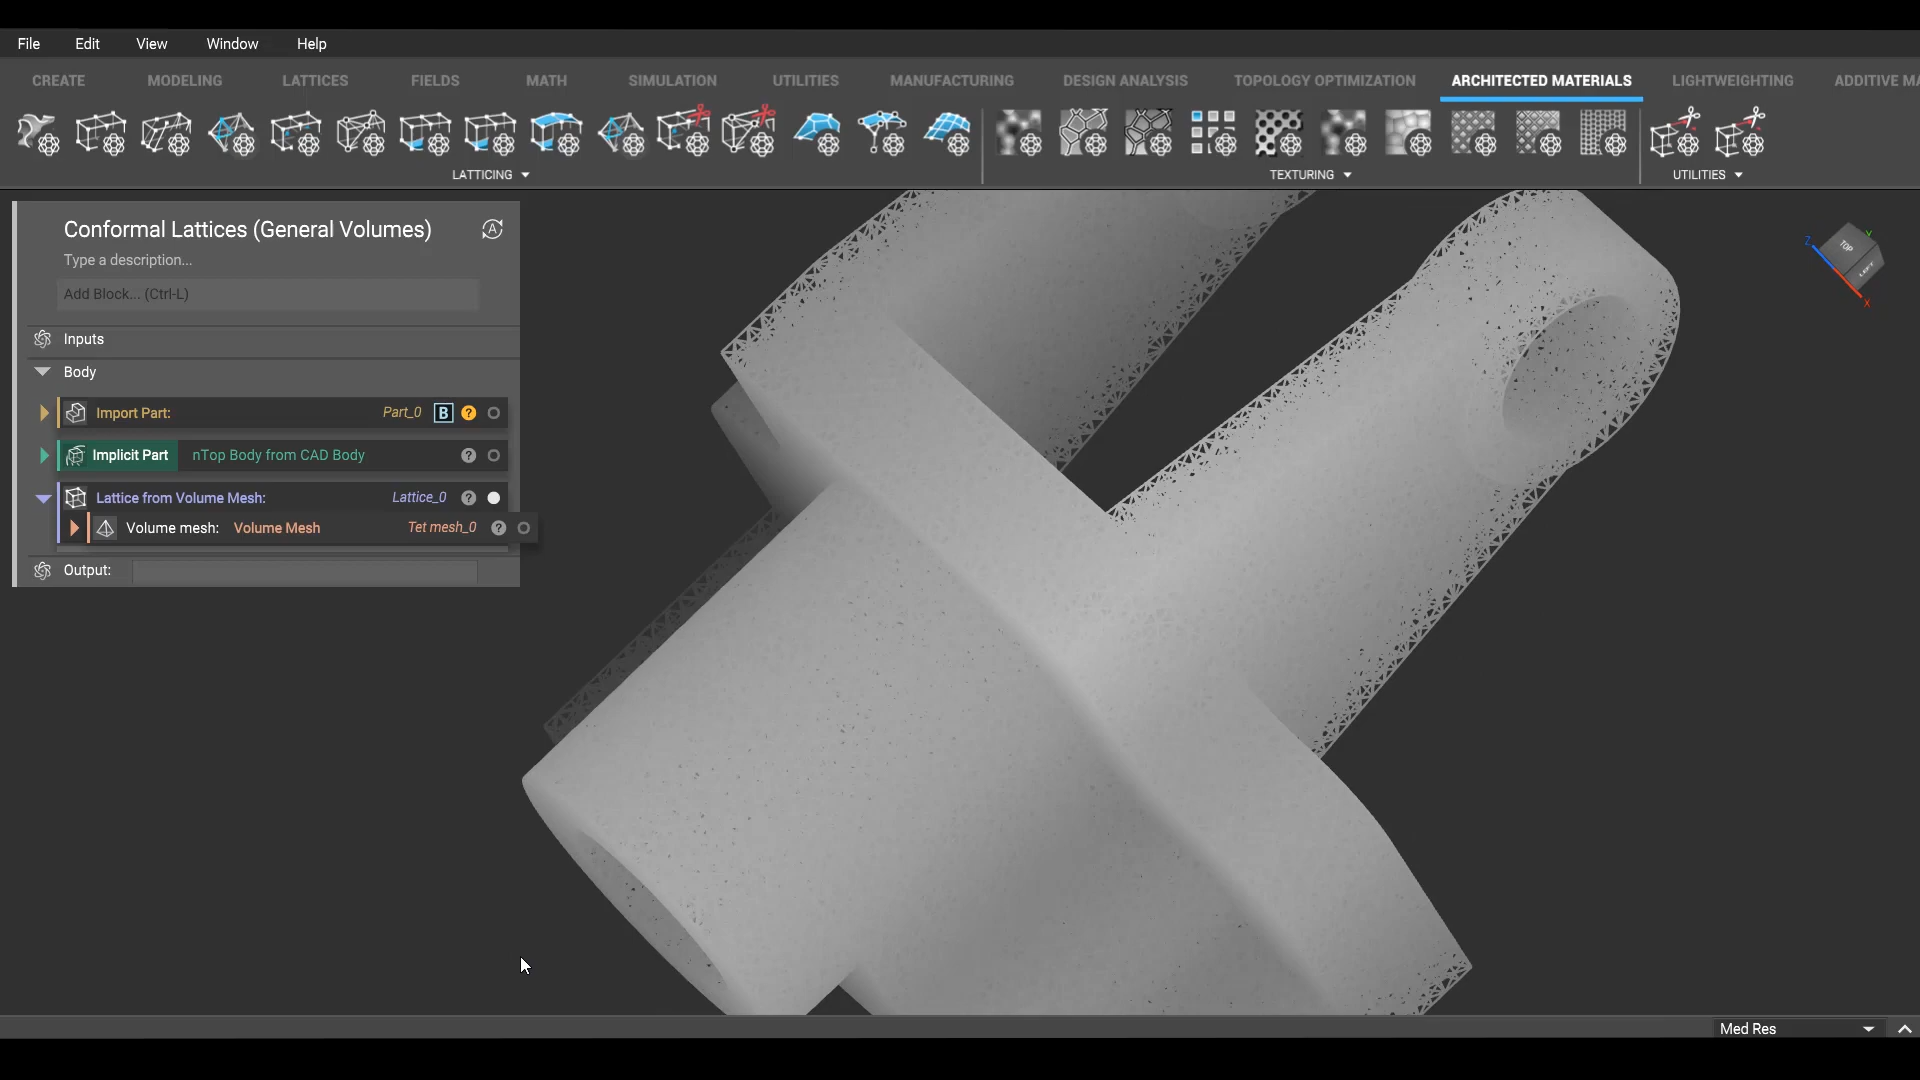 File Edit View Window Help
CREATE MODELING LATTICES FIELDS MATH SIMULATION UTILITIES MANUFACTURING DESIGN ANALYSIS TOPOLOGY OPTIMIZATION ARCHITECTED MATERIALS LIGHTWEIGHTING ADDITIVE MA
LATTICING TEXTURING UTILITIES
Conformal Lattices (General Volumes) A
Type a description...
Add Block... (Ctrl-L)
Inputs
Body
Import Part: Part_0 B ?
Implicit Part nTop Body from CAD Body ?
Lattice from Volume Mesh: Lattice_0 ?
Volume mesh: Volume Mesh Tet mesh_0 ?
Output:
Z Y TOP LEFT X
Med Res